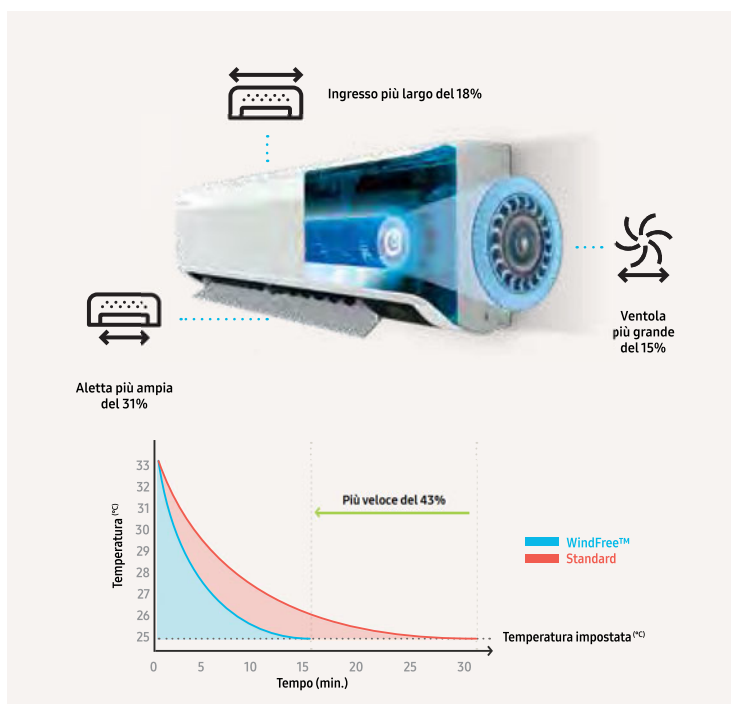 Ingresso più largo del 18%
Ventola
più grande
del 15%
Aletta più ampia
del 31%
33
32
31
30
29
28
27
26
25
Temperatura (°C)
Più veloce del 43%
WindFree™
Standard
Temperatura impostata (°C)
0 5 10 15 20 25 30
Tempo (min.)